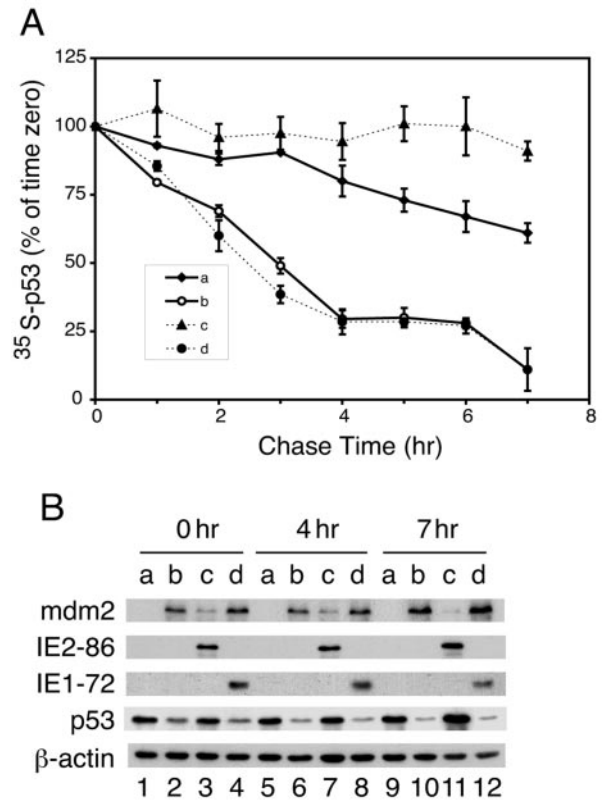 A
125
100
75
50
25
0
³⁵S-p53 (% of time zero)
a
b
c
d
0 2 4 6 8
Chase Time (hr)
B
0 hr 4 hr 7 hr
a b c d a b c d a b c d
mdm2
IE2-86
IE1-72
p53
β-actin
1 2 3 4 5 6 7 8 9 10 11 12